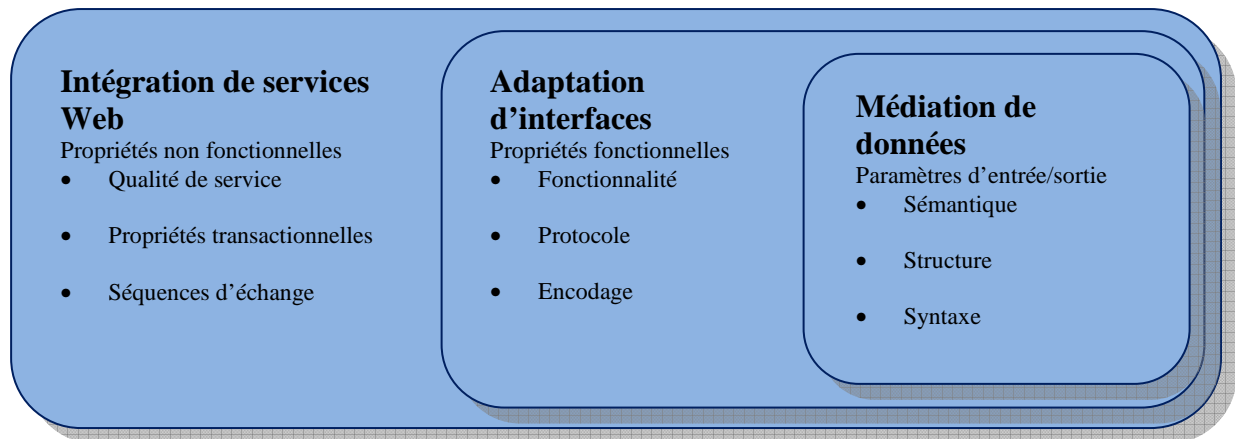 Intégration de services
Web
Propriétés non fonctionnelles
• Qualité de service
• Propriétés transactionnelles
• Séquences d’échange
Adaptation
d’interfaces
Propriétés fonctionnelles
• Fonctionnalité
• Protocole
• Encodage
Médiation de
données
Paramètres d’entrée/sortie
• Sémantique
• Structure
• Syntaxe